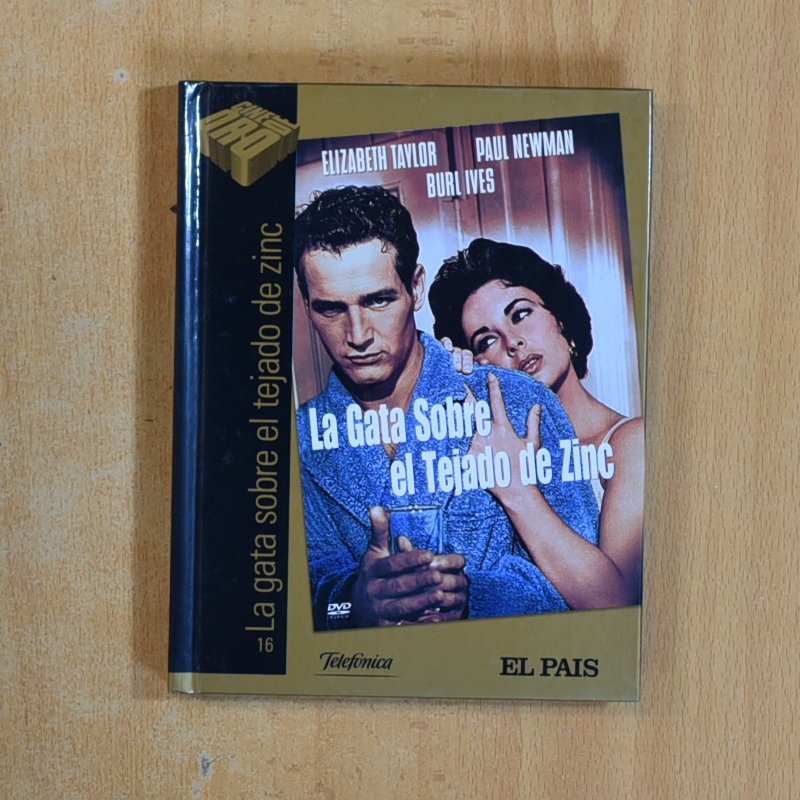 CINE DE ORO
ELIZABETH TAYLOR PAUL NEWMAN
BURL IVES
La Gata Sobre
el Tejado de Zinc
DVD
VIDEO
La gata sobre el tejado de zinc
16
Telefónica
EL PAIS